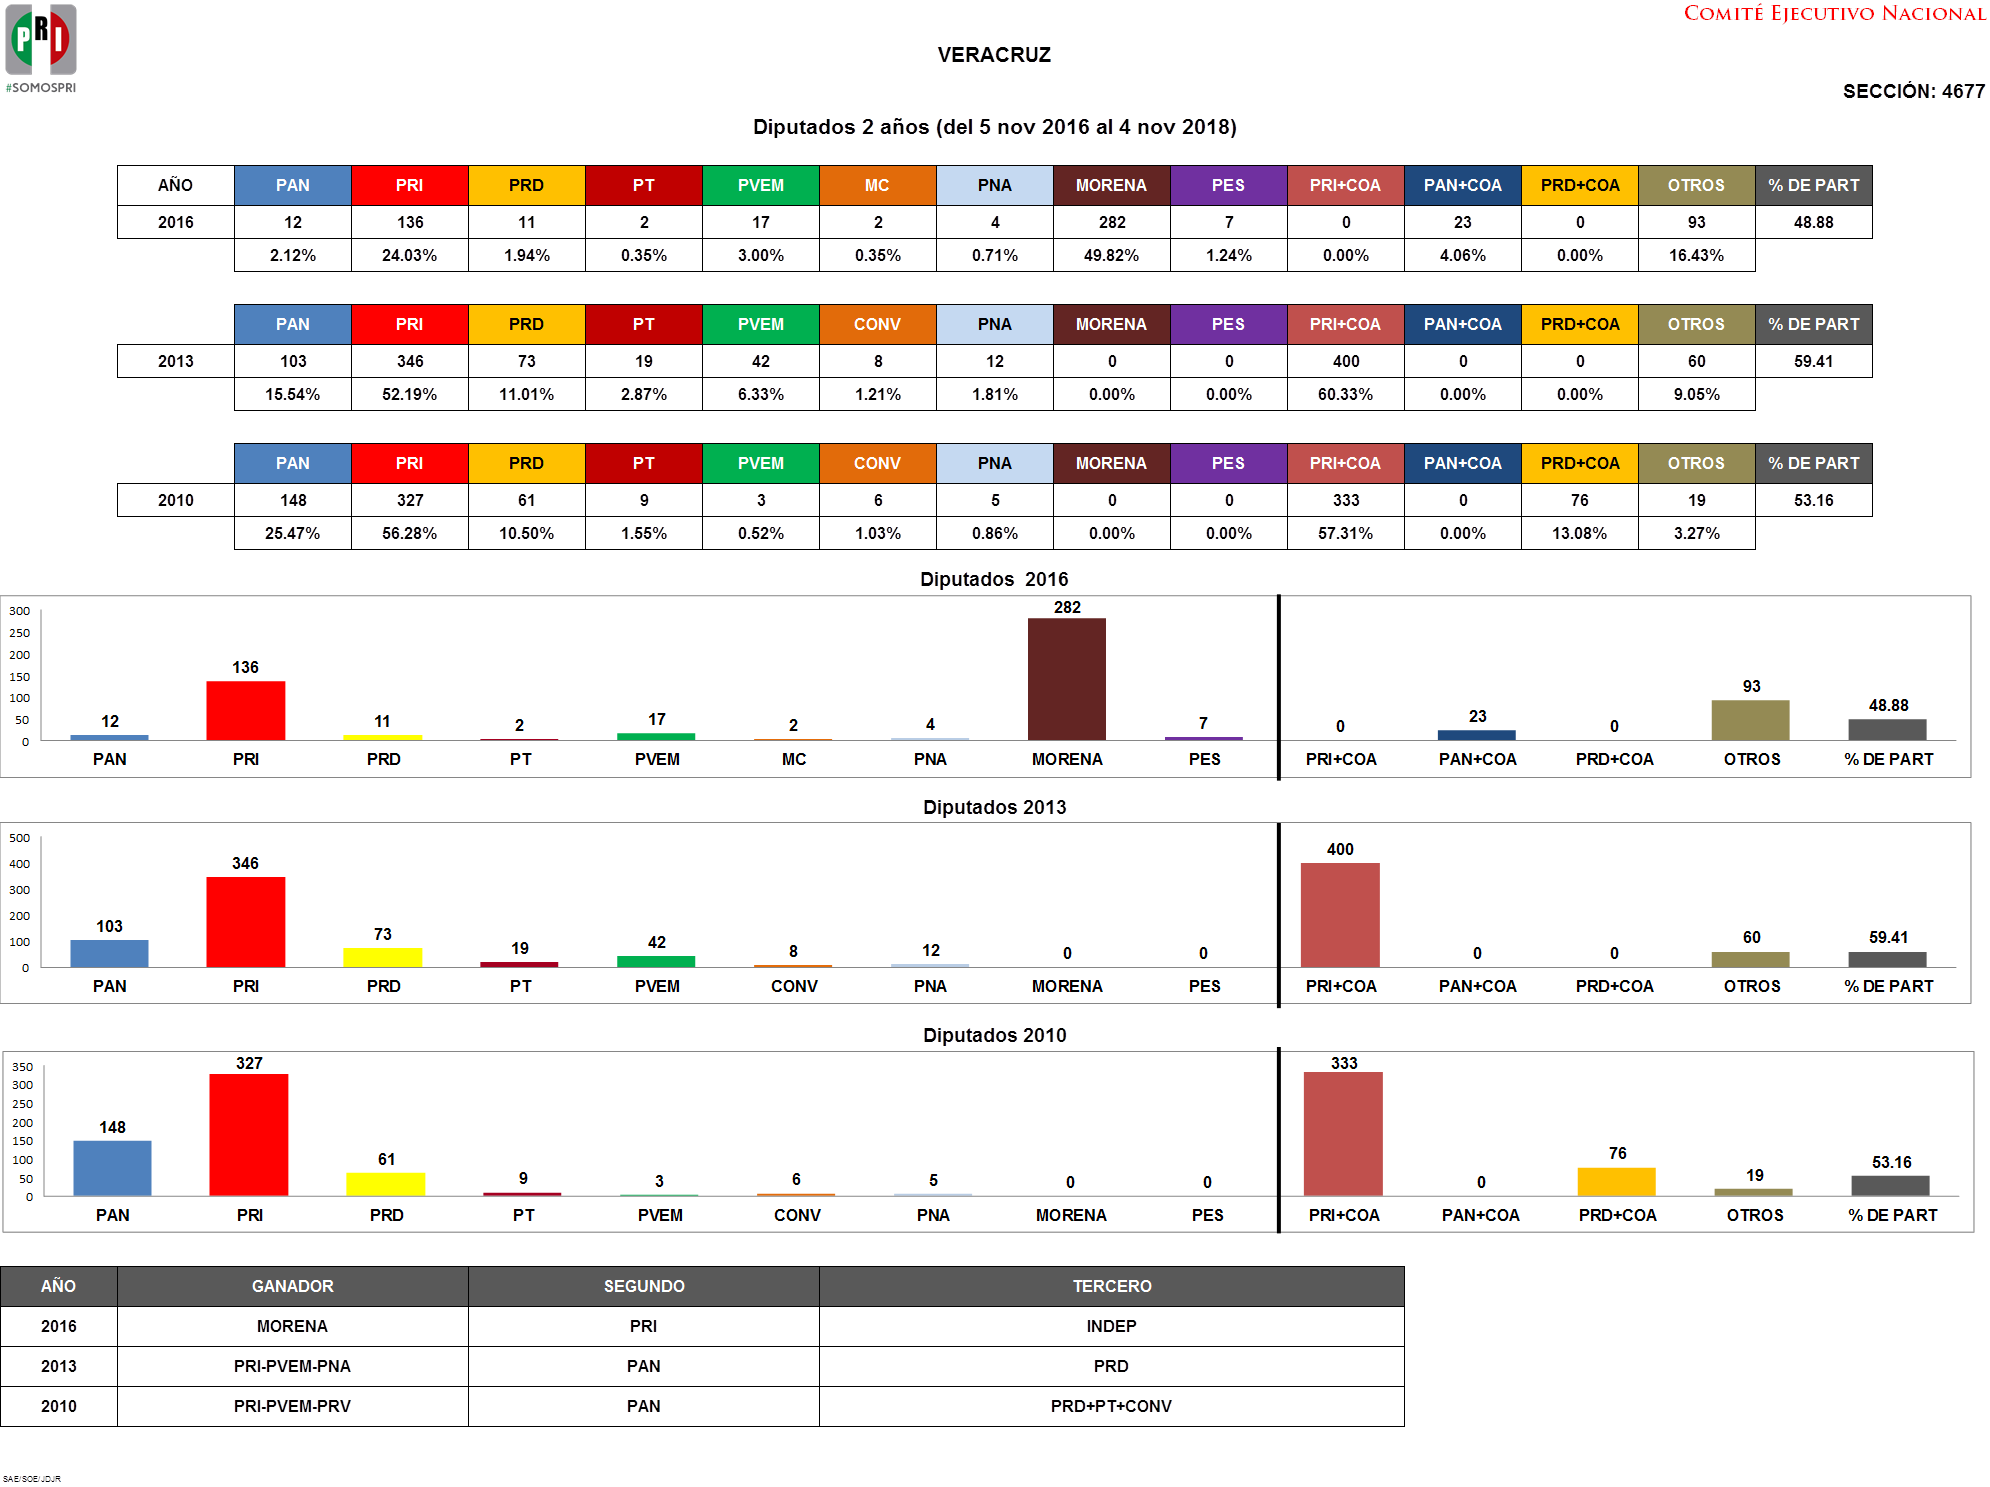 PRI
#SOMOSPRI
COMITÉ EJECUTIVO NACIONAL
VERACRUZ
SECCIÓN: 4677
Diputados 2 años (del 5 nov 2016 al 4 nov 2018)
AÑO PAN PRI PRD PT PVEM MC PNA MORENA PES PRI+COA PAN+COA PRD+COA OTROS % DE PART
2016 12 136 11 2 17 2 4 282 7 0 23 0 93 48.88
2.12% 24.03% 1.94% 0.35% 3.00% 0.35% 0.71% 49.82% 1.24% 0.00% 4.06% 0.00% 16.43%
PAN PRI PRD PT PVEM CONV PNA MORENA PES PRI+COA PAN+COA PRD+COA OTROS % DE PART
2013 103 346 73 19 42 8 12 0 0 400 0 0 60 59.41
15.54% 52.19% 11.01% 2.87% 6.33% 1.21% 1.81% 0.00% 0.00% 60.33% 0.00% 0.00% 9.05%
PAN PRI PRD PT PVEM CONV PNA MORENA PES PRI+COA PAN+COA PRD+COA OTROS % DE PART
2010 148 327 61 9 3 6 5 0 0 333 0 76 19 53.16
25.47% 56.28% 10.50% 1.55% 0.52% 1.03% 0.86% 0.00% 0.00% 57.31% 0.00% 13.08% 3.27%
Diputados 2016
300
250
200
150
100
50
0
12 136 11 2 17 2 4 282 7 0 23 0 93 48.88
PAN PRI PRD PT PVEM MC PNA MORENA PES PRI+COA PAN+COA PRD+COA OTROS % DE PART
Diputados 2013
500
400
300
200
100
0
103 346 73 19 42 8 12 0 0 400 0 0 60 59.41
PAN PRI PRD PT PVEM CONV PNA MORENA PES PRI+COA PAN+COA PRD+COA OTROS % DE PART
Diputados 2010
350
300
250
200
150
100
50
0
148 327 61 9 3 6 5 0 0 333 0 76 19 53.16
PAN PRI PRD PT PVEM CONV PNA MORENA PES PRI+COA PAN+COA PRD+COA OTROS % DE PART
AÑO GANADOR SEGUNDO TERCERO
2016 MORENA PRI INDEP
2013 PRI-PVEM-PNA PAN PRD
2010 PRI-PVEM-PRV PAN PRD+PT+CONV
SAE/SOE/JDJR